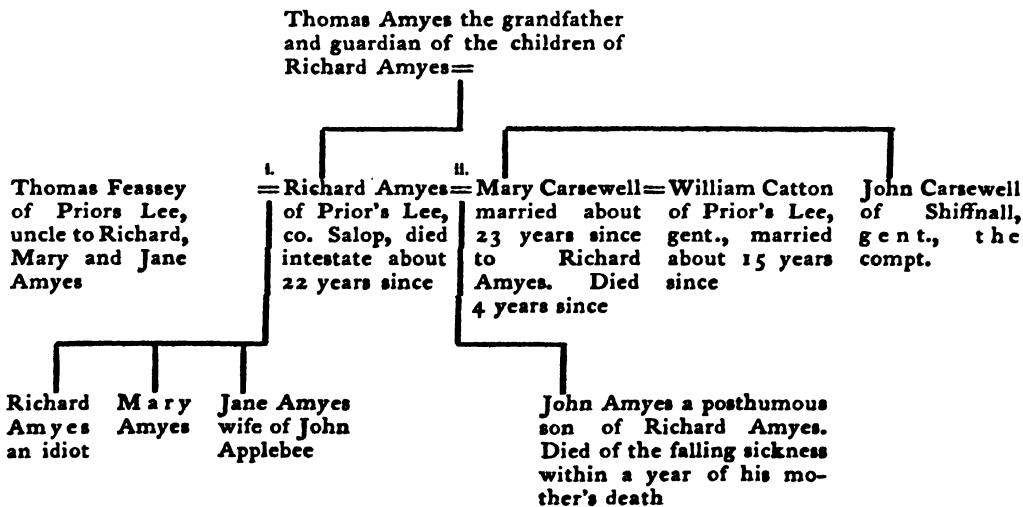 Thomas Amyes the grandfather
and guardian of the children of
Richard Amyes=
Thomas Feassey
of Priors Lee,
uncle to Richard,
Mary and Jane
Amyes
i.
=Richard Amyes=
of Prior's Lee,
co. Salop, died
intestate about
22 years since
ii.
Mary Carsewell=
married about
23 years since
to Richard
Amyes. Died
4 years since
William Catton
of Prior's Lee,
gent., married
about 15 years
since
John Carsewell
of Shiffnall,
gent., the
compt.
Richard
Amyes
an idiot
Mary
Amyes
Jane Amyes
wife of John
Applebee
John Amyes a posthumous
son of Richard Amyes.
Died of the falling sickness
within a year of his mo-
ther's death